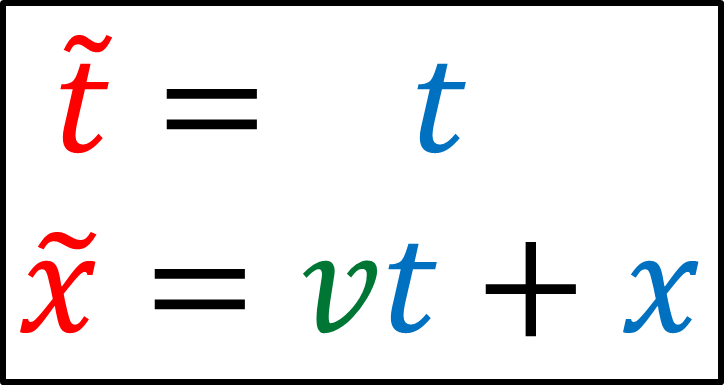 t̃ = t
x̃ = vt + x